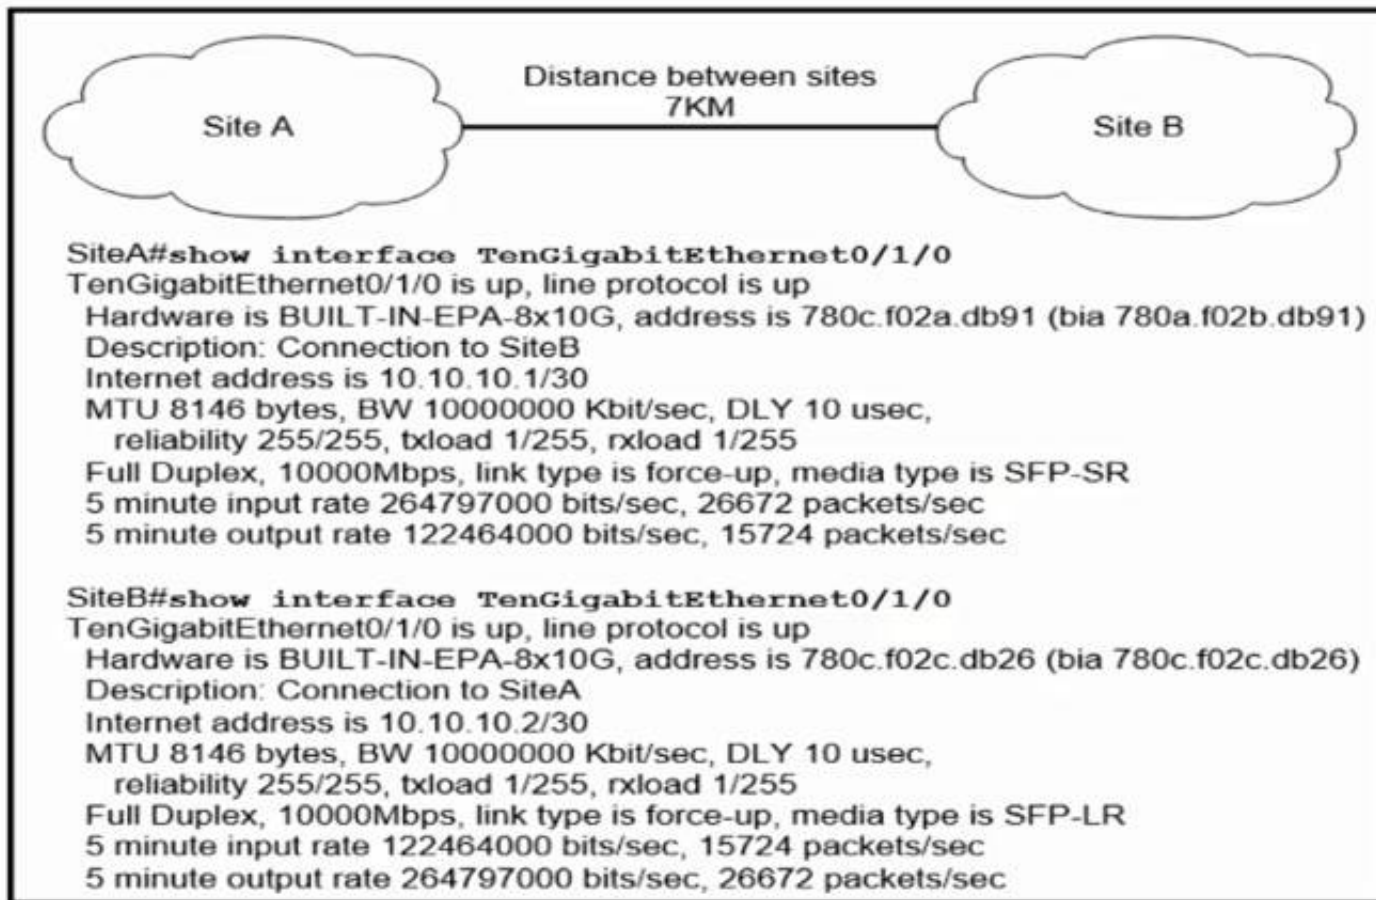 Distance between sites
7KM
Site A
Site B
SiteA#show interface TenGigabitEthernet0/1/0
TenGigabitEthernet0/1/0 is up, line protocol is up
Hardware is BUILT-IN-EPA-8x10G, address is 780c.f02a.db91 (bia 780a.f02b.db91)
Description: Connection to SiteB
Internet address is 10.10.10.1/30
MTU 8146 bytes, BW 10000000 Kbit/sec, DLY 10 usec,
reliability 255/255, txload 1/255, rxload 1/255
Full Duplex, 10000Mbps, link type is force-up, media type is SFP-SR
5 minute input rate 264797000 bits/sec, 26672 packets/sec
5 minute output rate 122464000 bits/sec, 15724 packets/sec
SiteB#show interface TenGigabitEthernet0/1/0
TenGigabitEthernet0/1/0 is up, line protocol is up
Hardware is BUILT-IN-EPA-8x10G, address is 780c.f02c.db26 (bia 780c.f02c.db26)
Description: Connection to SiteA
Internet address is 10.10.10.2/30
MTU 8146 bytes, BW 10000000 Kbit/sec, DLY 10 usec,
reliability 255/255, txload 1/255, rxload 1/255
Full Duplex, 10000Mbps, link type is force-up, media type is SFP-LR
5 minute input rate 122464000 bits/sec, 15724 packets/sec
5 minute output rate 264797000 bits/sec, 26672 packets/sec